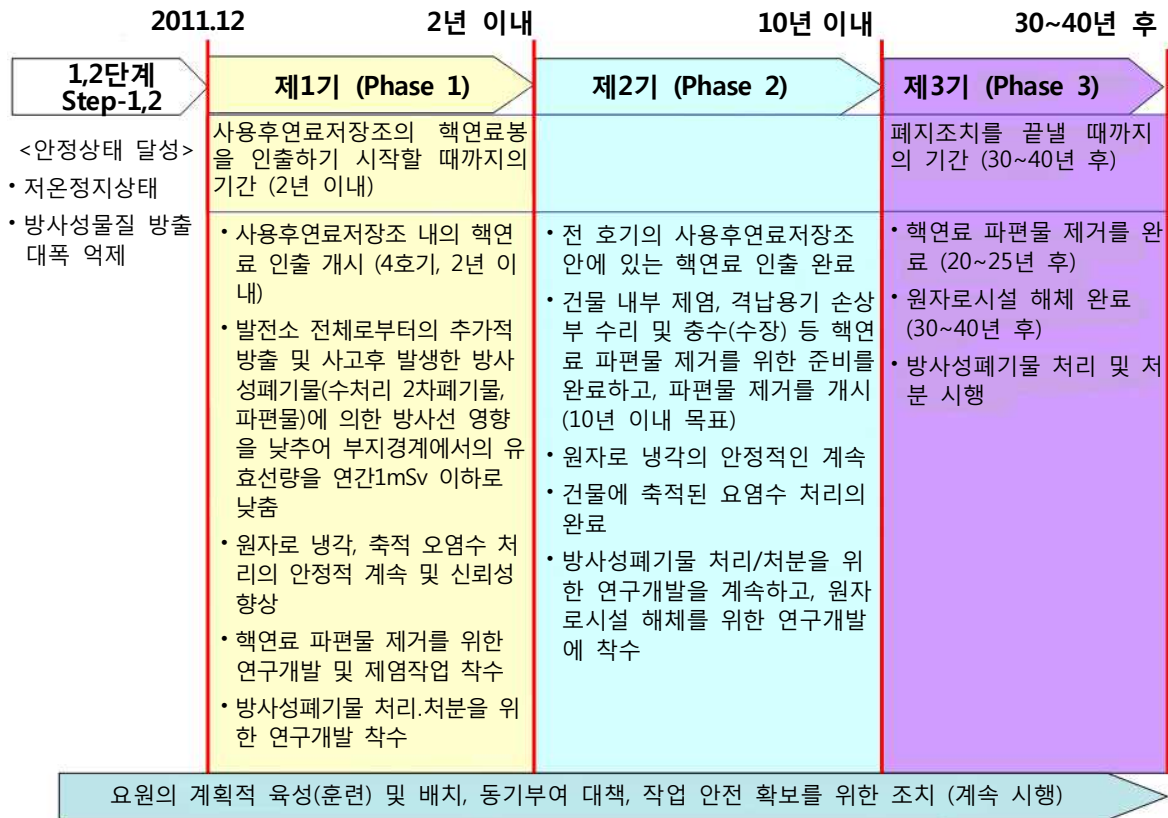 2011.12
2년 이내
10년 이내
30~40년 후
1,2단계
Step-1,2
제1기 (Phase 1)
제2기 (Phase 2)
제3기 (Phase 3)
<안정상태 달성>
• 저온정지상태
• 방사성물질 방출
대폭 억제
사용후연료저장조의 핵연료봉
을 인출하기 시작할 때까지의
기간 (2년 이내)
• 사용후연료저장조 내의 핵연
료 인출 개시 (4호기, 2년 이
내)
• 발전소 전체로부터의 추가적
방출 및 사고후 발생한 방사
성폐기물(수처리 2차폐기물,
파편물)에 의한 방사선 영향
을 낮추어 부지경계에서의 유
효선량을 연간1mSv 이하로
낮춤
• 원자로 냉각, 축적 오염수 처
리의 안정적 계속 및 신뢰성
향상
• 핵연료 파편물 제거를 위한
연구개발 및 제염작업 착수
• 방사성폐기물 처리.처분을 위
한 연구개발 착수
• 전 호기의 사용후연료저장조
안에 있는 핵연료 인출 완료
• 건물 내부 제염, 격납용기 손상
부 수리 및 충수(수장) 등 핵연
료 파편물 제거를 위한 준비를
완료하고, 파편물 제거를 개시
(10년 이내 목표)
• 원자로 냉각의 안정적인 계속
• 건물에 축적된 요염수 처리의
완료
• 방사성폐기물 처리/처분을 위
한 연구개발을 계속하고, 원자
로시설 해체를 위한 연구개발
에 착수
폐지조치를 끝낼 때까지
의 기간 (30~40년 후)
• 핵연료 파편물 제거를 완
료 (20~25년 후)
• 원자로시설 해체 완료
(30~40년 후)
• 방사성폐기물 처리 및 처
분 시행
요원의 계획적 육성(훈련) 및 배치, 동기부여 대책, 작업 안전 확보를 위한 조치 (계속 시행)